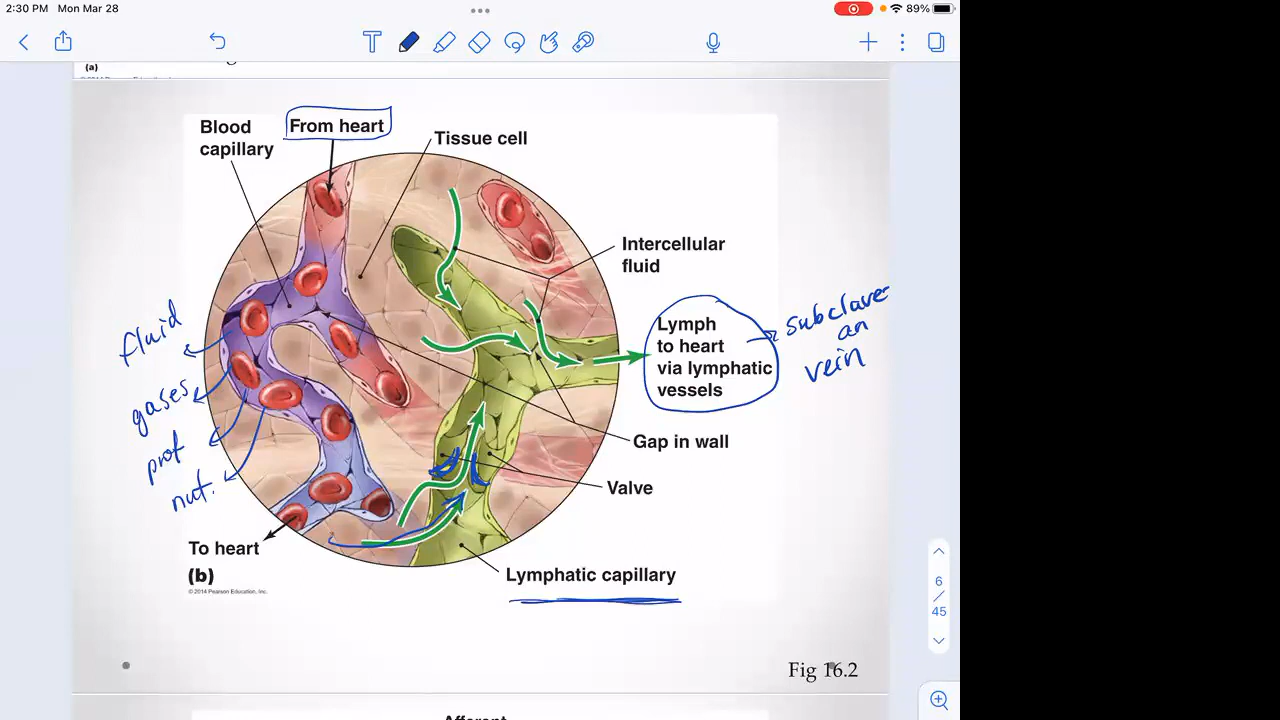 2:30 PM Mon Mar 28
89%
(a)
From heart
Blood
capillary
Tissue cell
Intercellular
fluid
Lymph
to heart
via lymphatic
vessels
subclave
an
vein
fluid
gases
prot
nut.
Gap in wall
Valve
To heart
(b)
Lymphatic capillary
© 2014 Pearson Education, Inc.
Fig 16.2
6
/
45
Afferent